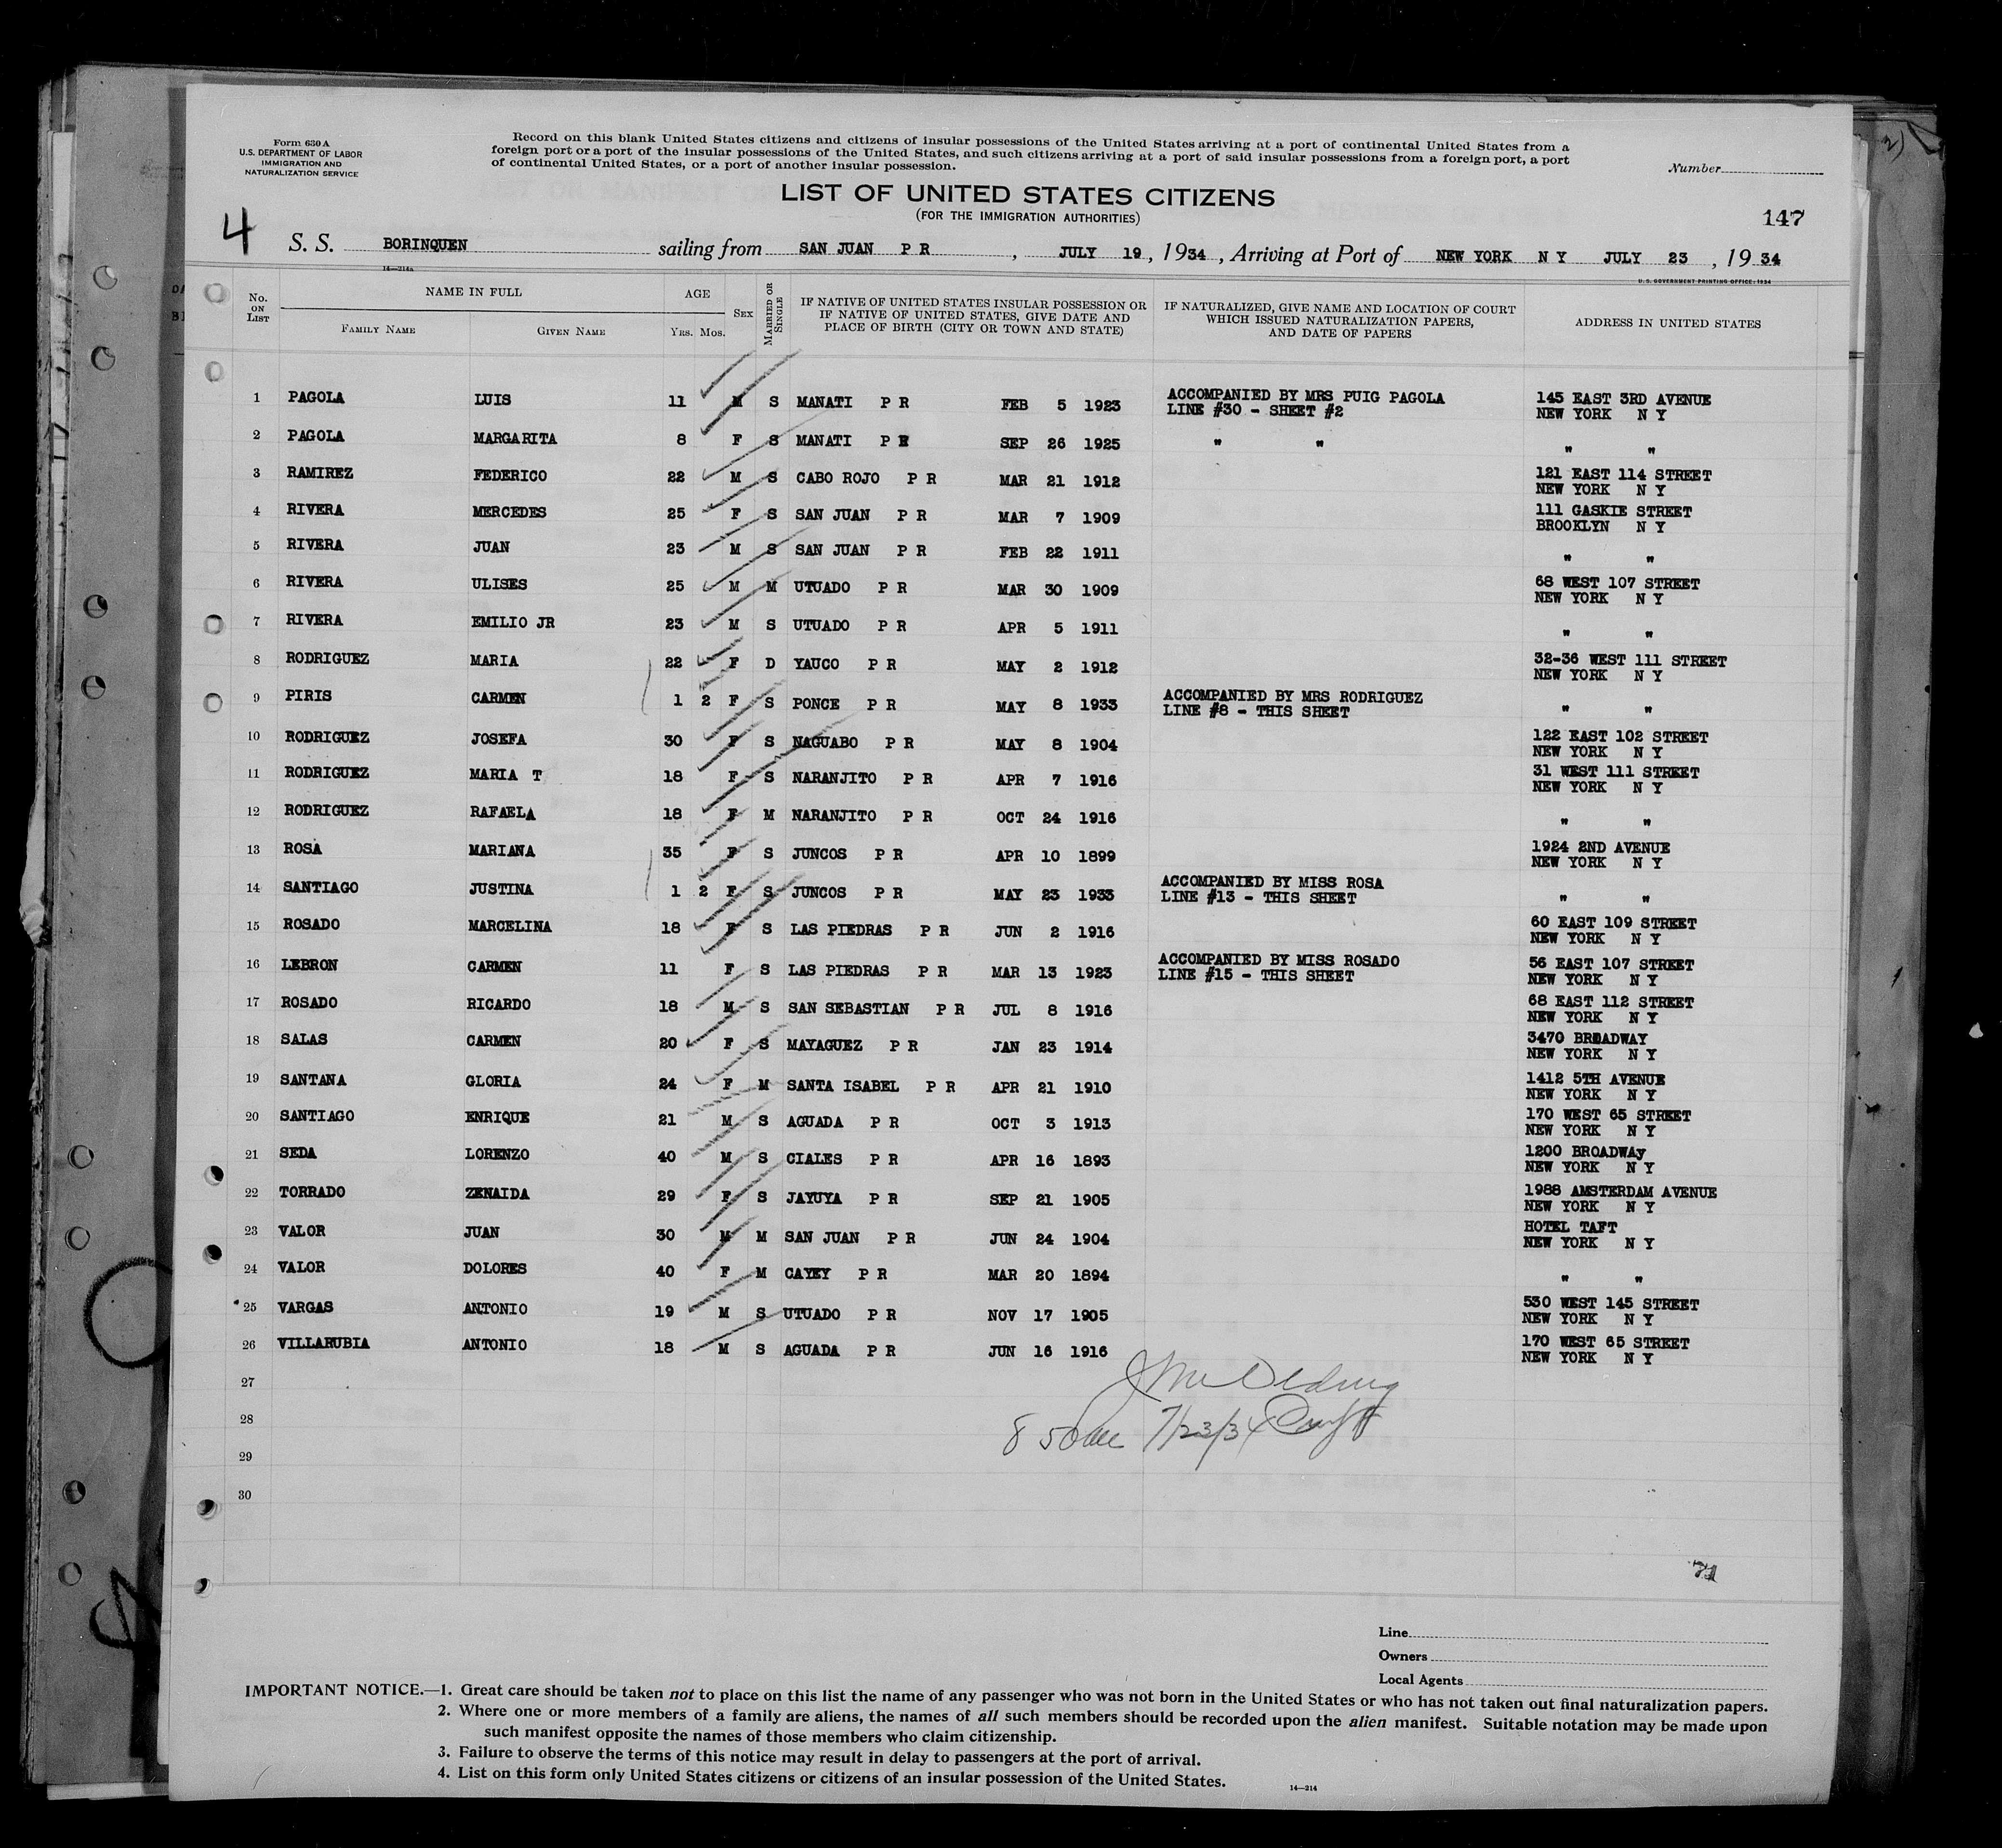 Form 630 A
U.S. DEPARTMENT OF LABOR
IMMIGRATION AND
NATURALIZATION SERVICE
Record on this blank United States citizens and citizens of insular possessions of the United States arriving at a port of continental United States from a
foreign port or a port of the insular possessions of the United States, and such citizens arriving at a port of said insular possessions from a foreign port, a port
of continental United States, or a port of another insular possession.
Number
2)
LIST OF UNITED STATES CITIZENS
(FOR THE IMMIGRATION AUTHORITIES)
147
4
S. S. BORINQUEN sailing from SAN JUAN P R , JULY 19 , 1934 , Arriving at Port of NEW YORK N Y JULY 23 , 1934
14—214a
U. S. GOVERNMENT PRINTING OFFICE: 1934
No. ON LIST
NAME IN FULL
FAMILY NAME
GIVEN NAME
AGE
YRS. MOS.
SEX
MARRIED OR SINGLE
IF NATIVE OF UNITED STATES INSULAR POSSESSION OR
IF NATIVE OF UNITED STATES, GIVE DATE AND
PLACE OF BIRTH (CITY OR TOWN AND STATE)
IF NATURALIZED, GIVE NAME AND LOCATION OF COURT
WHICH ISSUED NATURALIZATION PAPERS,
AND DATE OF PAPERS
ADDRESS IN UNITED STATES
1 PAGOLA LUIS 11 M S MANATI P R FEB 5 1923 ACCOMPANIED BY MRS PUIG PAGOLA 145 EAST 3RD AVENUE
LINE #30 - SHEET #2 NEW YORK N Y
2 PAGOLA MARGARITA 8 F S MANATI P R SEP 26 1925 " " " "
3 RAMIREZ FEDERICO 22 M S CABO ROJO P R MAR 21 1912 121 EAST 114 STREET
NEW YORK N Y
4 RIVERA MERCEDES 25 F S SAN JUAN P R MAR 7 1909 111 GASKIE STREET
BROOKLYN N Y
5 RIVERA JUAN 23 M S SAN JUAN P R FEB 22 1911 " "
6 RIVERA ULISES 25 M M UTUADO P R MAR 30 1909 68 WEST 107 STREET
NEW YORK N Y
7 RIVERA EMILIO JR 23 M S UTUADO P R APR 5 1911 " "
8 RODRIGUEZ MARIA 22 F D YAUCO P R MAY 2 1912 32-36 WEST 111 STREET
NEW YORK N Y
9 PIRIS CARMEN 1 2 F S PONCE P R MAY 8 1933 ACCOMPANIED BY MRS RODRIGUEZ " "
LINE #8 - THIS SHEET
10 RODRIGUEZ JOSEFA 30 F S NAGUABO P R MAY 8 1904 122 EAST 102 STREET
NEW YORK N Y
11 RODRIGUEZ MARIA T 18 F S NARANJITO P R APR 7 1916 31 WEST 111 STREET
NEW YORK N Y
12 RODRIGUEZ RAFAELA 18 F M NARANJITO P R OCT 24 1916 " "
13 ROSA MARIANA 35 F S JUNCOS P R APR 10 1899 1924 2ND AVENUE
NEW YORK N Y
14 SANTIAGO JUSTINA 1 2 F S JUNCOS P R MAY 23 1933 ACCOMPANIED BY MISS ROSA " "
LINE #13 - THIS SHEET
15 ROSADO MARCELINA 18 F S LAS PIEDRAS P R JUN 2 1916 60 EAST 109 STREET
NEW YORK N Y
16 LEBRON CARMEN 11 F S LAS PIEDRAS P R MAR 13 1923 ACCOMPANIED BY MISS ROSADO 56 EAST 107 STREET
LINE #15 - THIS SHEET NEW YORK N Y
17 ROSADO RICARDO 18 M S SAN SEBASTIAN P R JUL 8 1916 68 EAST 112 STREET
NEW YORK N Y
18 SALAS CARMEN 20 F S MAYAGUEZ P R JAN 23 1914 3470 BROADWAY
NEW YORK N Y
19 SANTANA GLORIA 24 F M SANTA ISABEL P R APR 21 1910 1412 5TH AVENUE
NEW YORK N Y
20 SANTIAGO ENRIQUE 21 M S AGUADA P R OCT 3 1913 170 WEST 65 STREET
NEW YORK N Y
21 SEDA LORENZO 40 M S CIALES P R APR 16 1893 1200 BROADWAy
NEW YORK N Y
22 TORRADO ZENAIDA 29 F S JAYUYA P R SEP 21 1905 1988 AMSTERDAM AVENUE
NEW YORK N Y
23 VALOR JUAN 30 M M SAN JUAN P R JUN 24 1904 HOTEL TAFT
NEW YORK N Y
24 VALOR DOLORES 40 F M CAYEY P R MAR 20 1894 " "
25 VARGAS ANTONIO 19 M S UTUADO P R NOV 17 1905 530 WEST 145 STREET
NEW YORK N Y
26 VILLARUBIA ANTONIO 18 M S AGUADA P R JUN 16 1916 170 WEST 65 STREET
NEW YORK N Y
27
28
8 50 am 7/23/34
29
30
71
Line
Owners
Local Agents
IMPORTANT NOTICE.—1. Great care should be taken not to place on this list the name of any passenger who was not born in the United States or who has not taken out final naturalization papers.
2. Where one or more members of a family are aliens, the names of all such members should be recorded upon the alien manifest. Suitable notation may be made upon
such manifest opposite the names of those members who claim citizenship.
3. Failure to observe the terms of this notice may result in delay to passengers at the port of arrival.
4. List on this form only United States citizens or citizens of an insular possession of the United States.
14—214